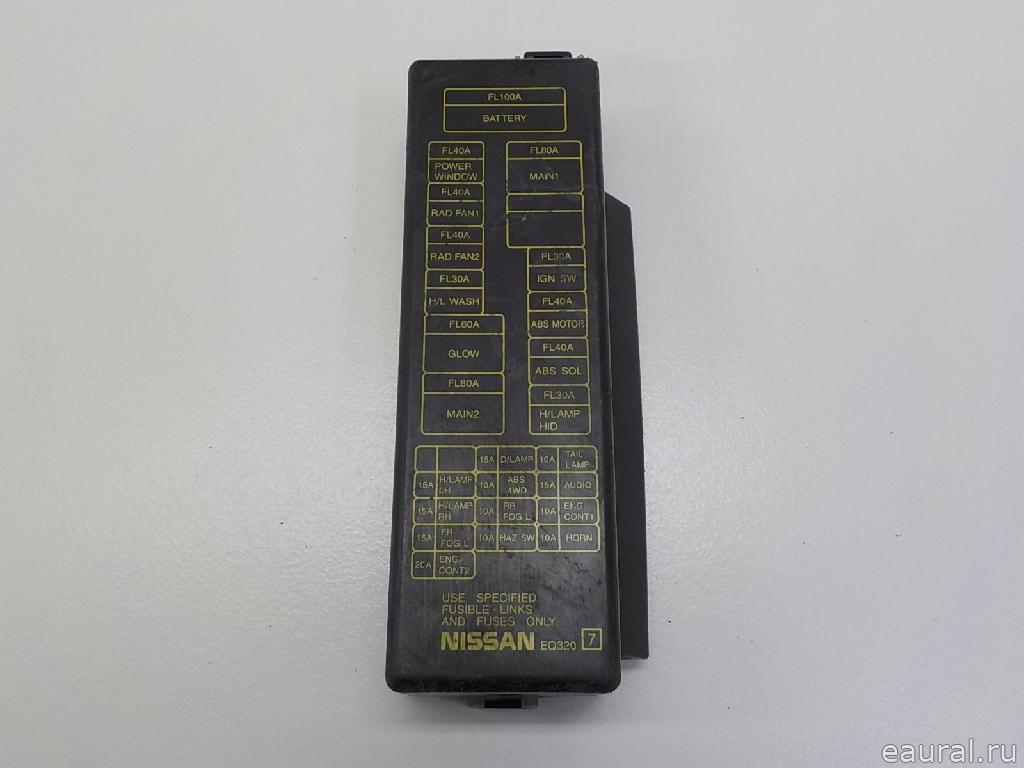 FL100A
BATTERY
FL40A
POWER
WINDOW
FL80A
MAIN1
FL40A
RAD FAN1
FL40A
RAD FAN2
FL30A
IGN SW
FL30A
H/L WASH
FL40A
ABS MOTOR
FL60A
GLOW
FL40A
ABS SOL
FL80A
MAIN2
FL30A
H/LAMP
HID
15A D/LAMP 10A TAIL
LAMP
15A H/LAMP
LH 10A ABS
4WD 15A AUDIO
15A H/LAMP
RH 10A RR
FOG L 10A ENG
CONT1
15A FR
FOG L 10A HAZ SW 10A HORN
20A ENG
CONT2
USE SPECIFIED
FUSIBLE-LINKS
AND FUSES ONLY
NISSAN EQ320 7
eaural.ru